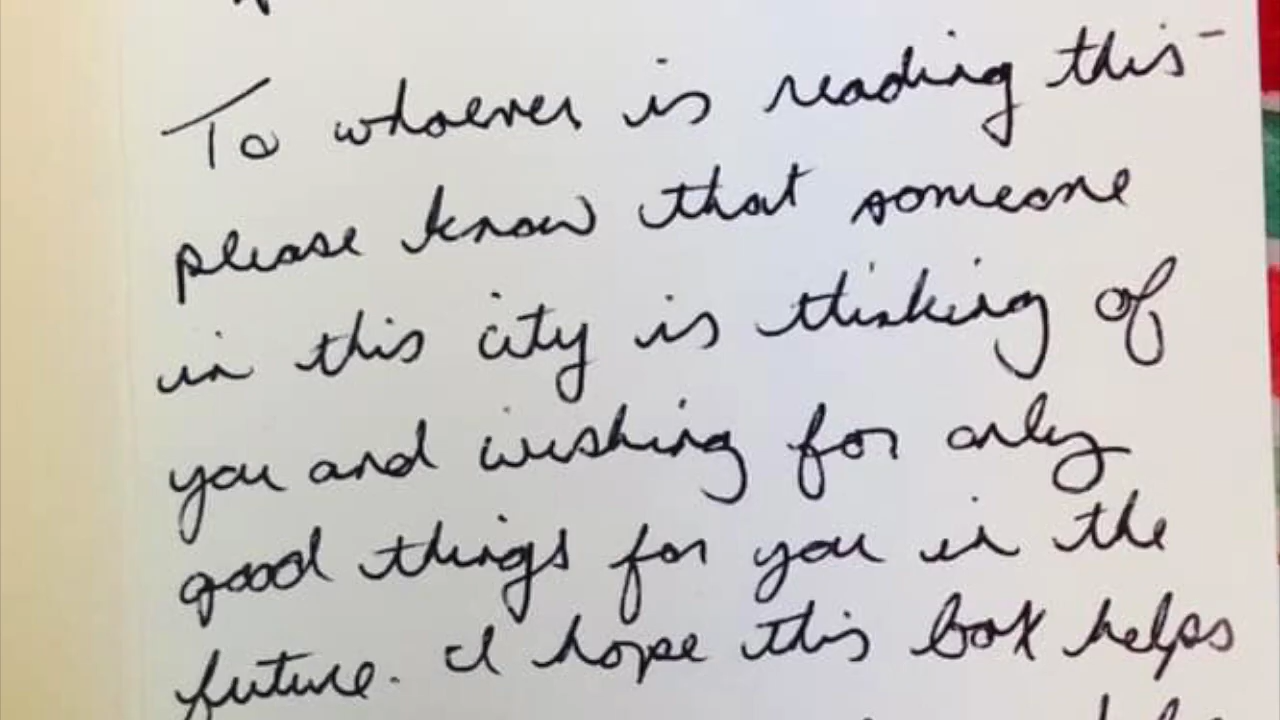 To whoever is reading this-
please know that someone
in this city is thinking of
you and wishing for only
good things for you in the
future. I hope this box helps